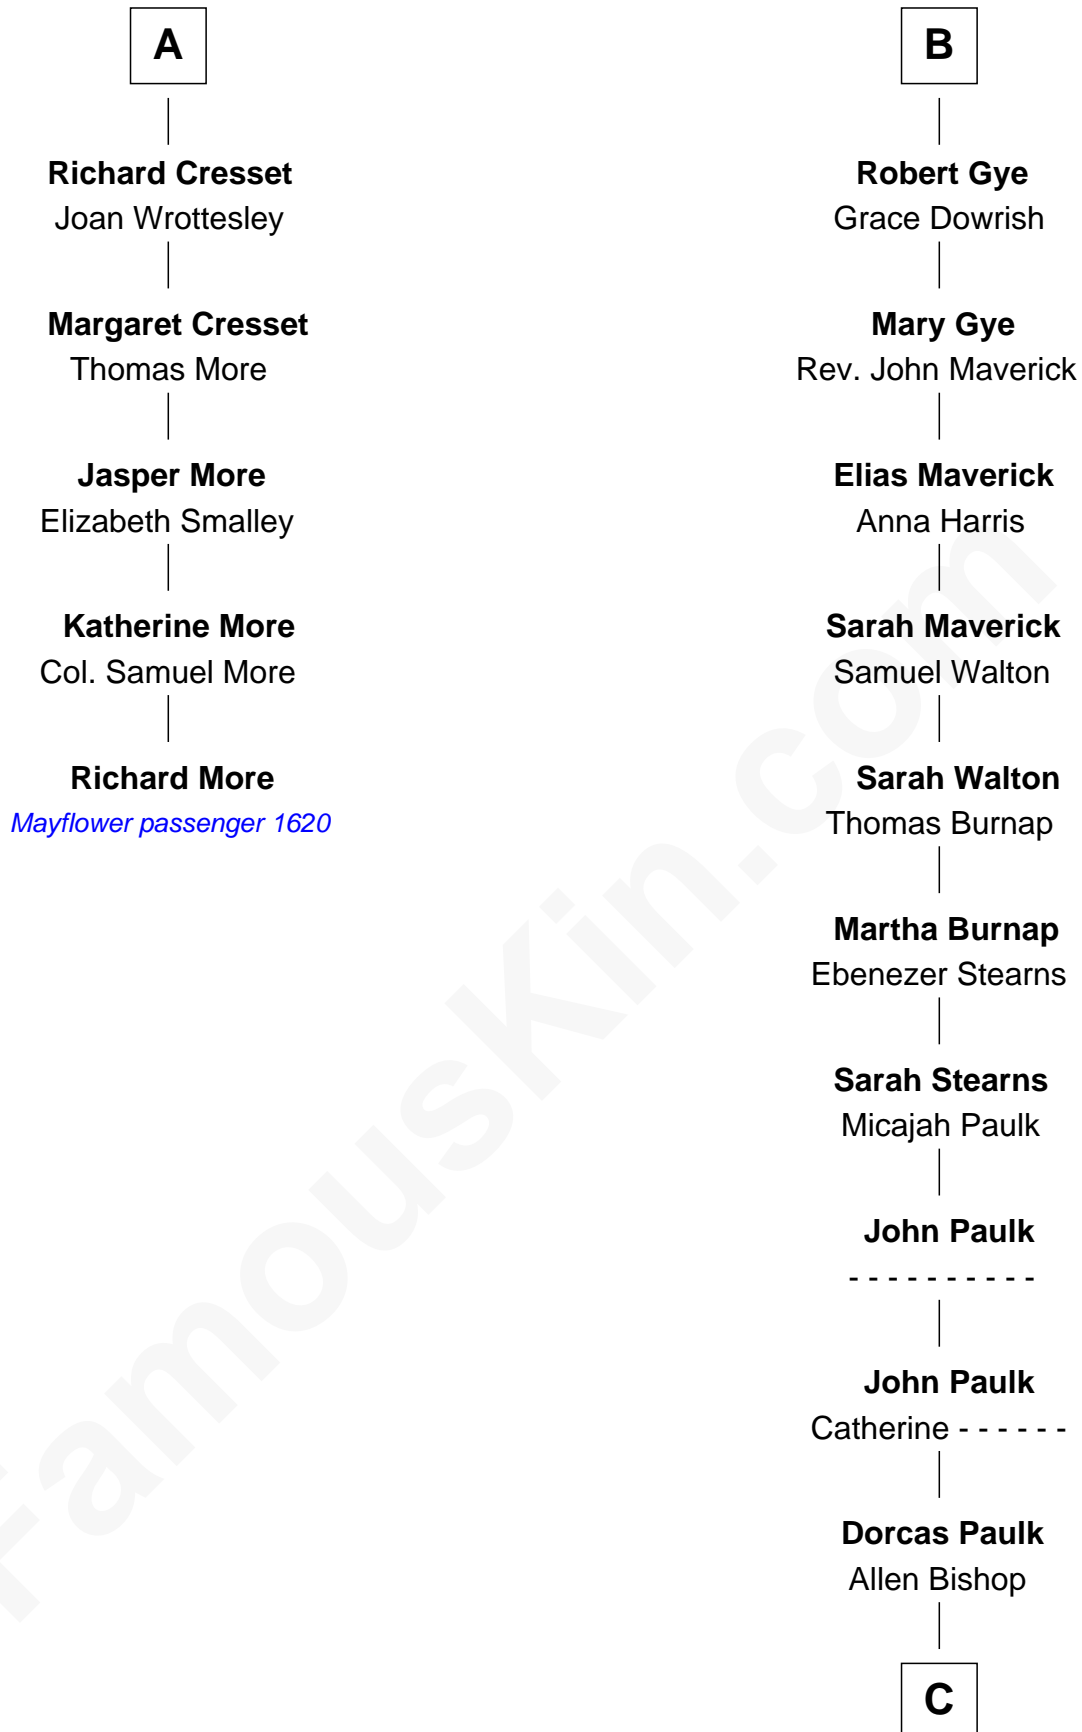 A
Richard Cresset
Joan Wrottesley
Margaret Cresset
Thomas More
Jasper More
Elizabeth Smalley
Katherine More
Col. Samuel More
Richard More
Mayflower passenger 1620
B
Robert Gye
Grace Dowrish
Mary Gye
Rev. John Maverick
Elias Maverick
Anna Harris
Sarah Maverick
Samuel Walton
Sarah Walton
Thomas Burnap
Martha Burnap
Ebenezer Stearns
Sarah Stearns
Micajah Paulk
John Paulk
- - - - - - - - - -
John Paulk
Catherine - - - - - -
Dorcas Paulk
Allen Bishop
C
FamousKin.com